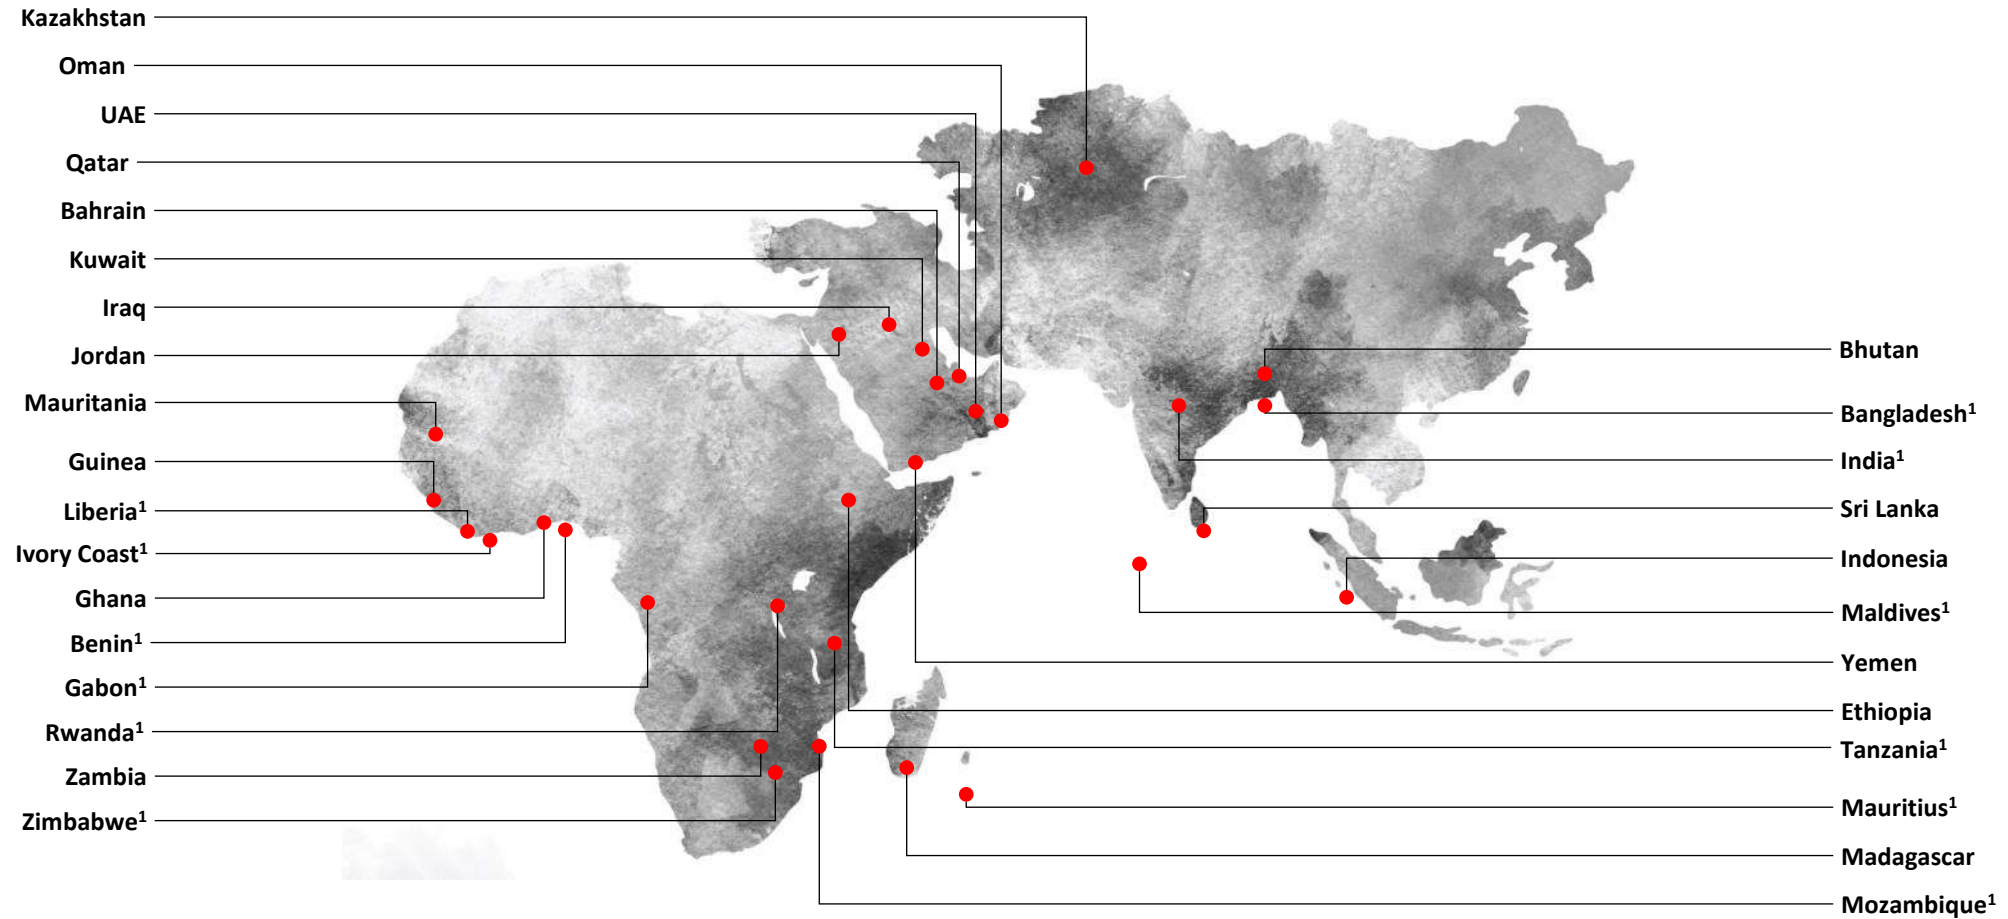 Kazakhstan
Oman
UAE
Qatar
Bahrain
Kuwait
Iraq
Jordan
Mauritania
Guinea
Liberia¹
Ivory Coast¹
Ghana
Benin¹
Gabon¹
Rwanda¹
Zambia
Zimbabwe¹
Bhutan
Bangladesh¹
India¹
Sri Lanka
Indonesia
Maldives¹
Yemen
Ethiopia
Tanzania¹
Mauritius¹
Madagascar
Mozambique¹